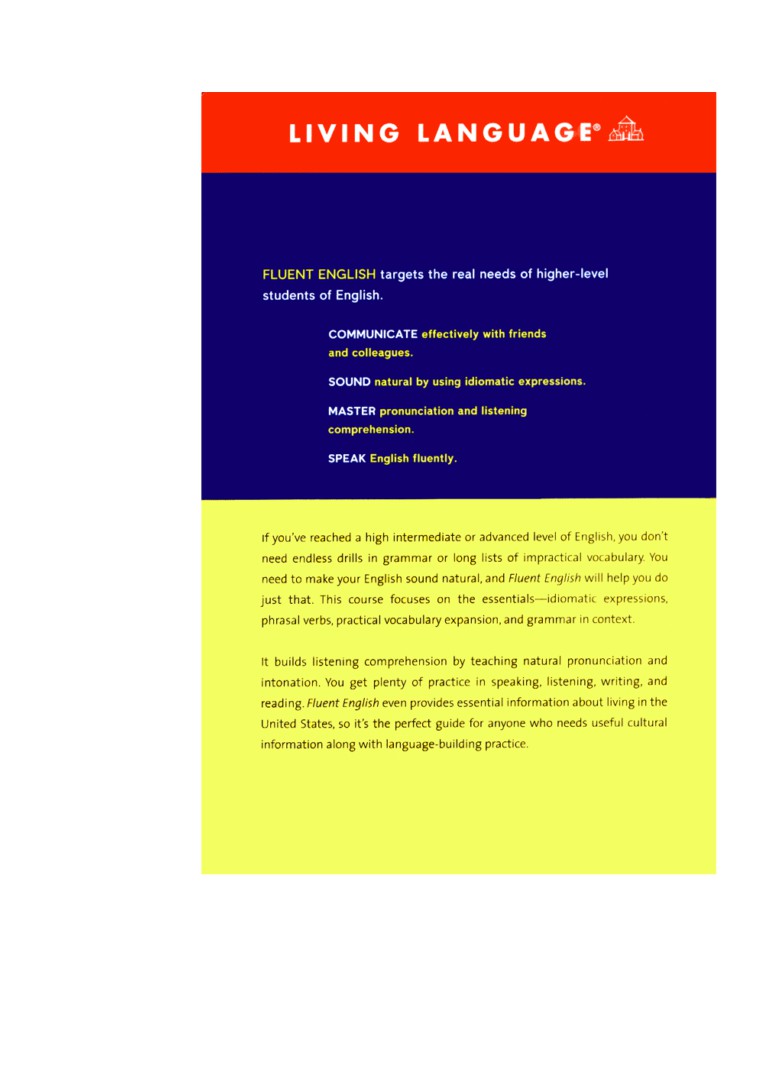 LIVING LANGUAGE®
FLUENT ENGLISH targets the real needs of higher-level
students of English.
COMMUNICATE effectively with friends
and colleagues.
SOUND natural by using idiomatic expressions.
MASTER pronunciation and listening
comprehension.
SPEAK English fluently.
If you've reached a high intermediate or advanced level of English, you don't
need endless drills in grammar or long lists of impractical vocabulary. You
need to make your English sound natural, and Fluent English will help you do
just that. This course focuses on the essentials—idiomatic expressions,
phrasal verbs, practical vocabulary expansion, and grammar in context.
It builds listening comprehension by teaching natural pronunciation and
intonation. You get plenty of practice in speaking, listening, writing, and
reading. Fluent English even provides essential information about living in the
United States, so it's the perfect guide for anyone who needs useful cultural
information along with language-building practice.